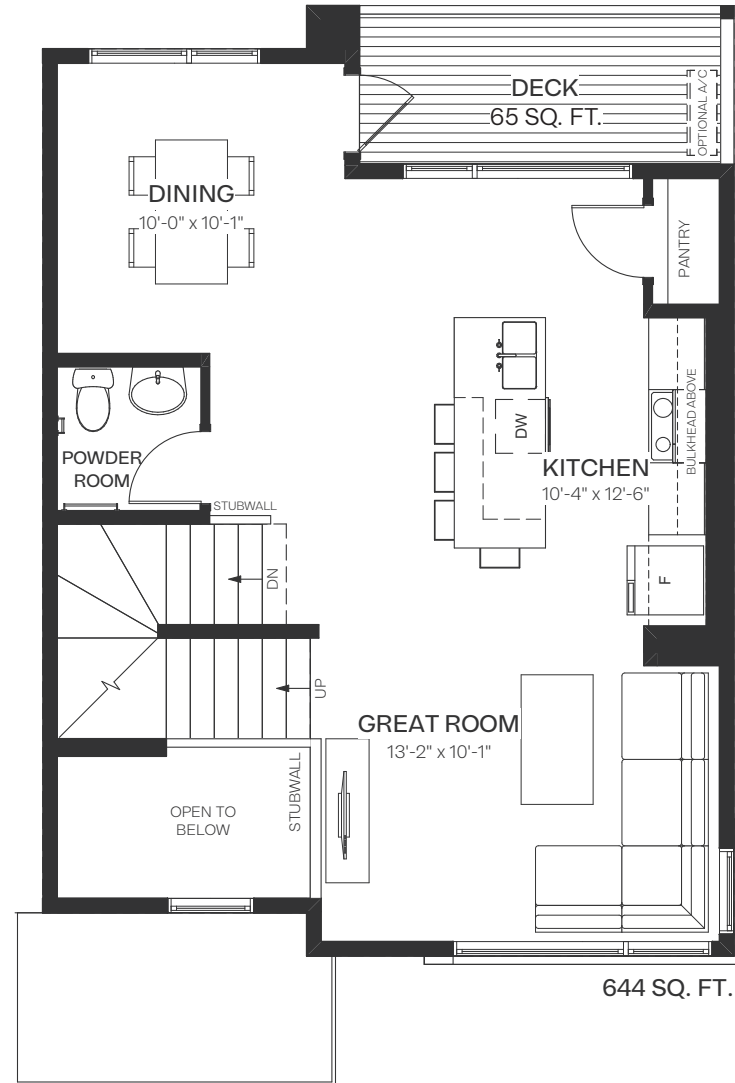 DECK
65 SQ. FT.
OPTIONAL A/C
DINING
10'-0" x 10'-1"
PANTRY
DW
BULKHEAD ABOVE
POWDER
ROOM
KITCHEN
10'-4" x 12'-6"
STUBWALL
DN
F
UP
GREAT ROOM
13'-2" x 10'-1"
STUBWALL
OPEN TO
BELOW
644 SQ. FT.